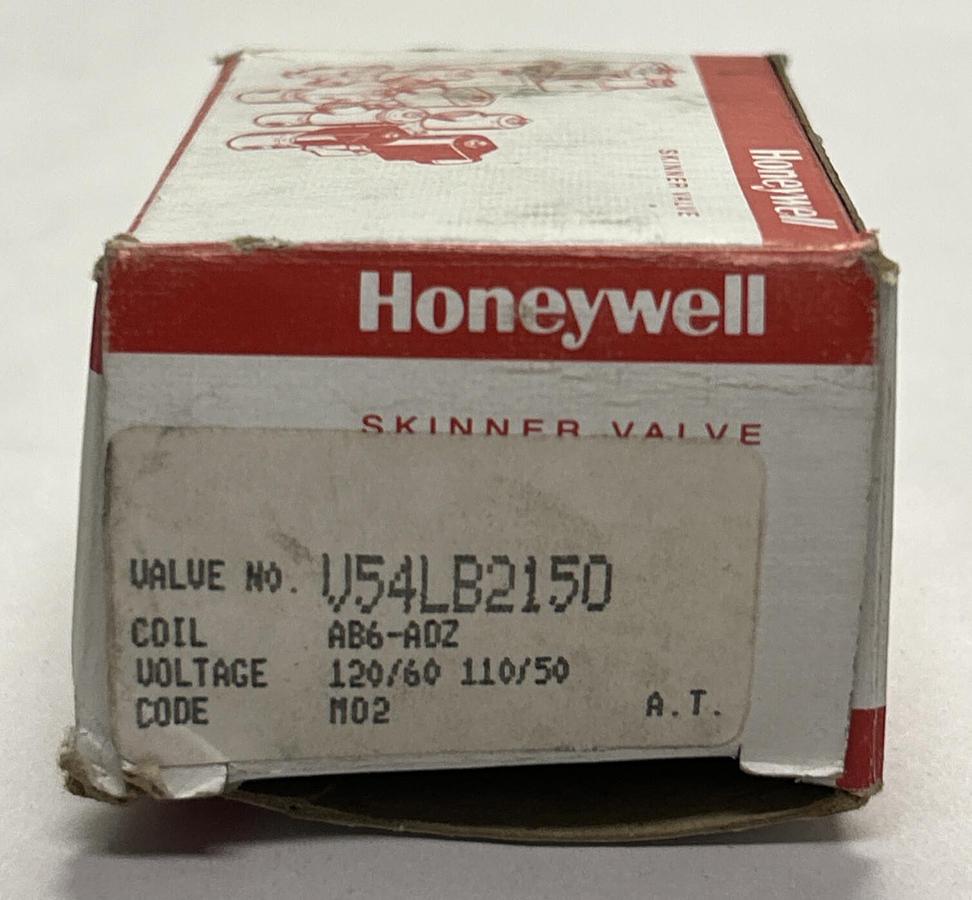 SKINNER VALVE
Honeywell
Honeywell
SKINNER VALVE
VALVE NO. V54LB2150
COIL AB6-ADZ
VOLTAGE 120/60 110/50
CODE M02 A.T.